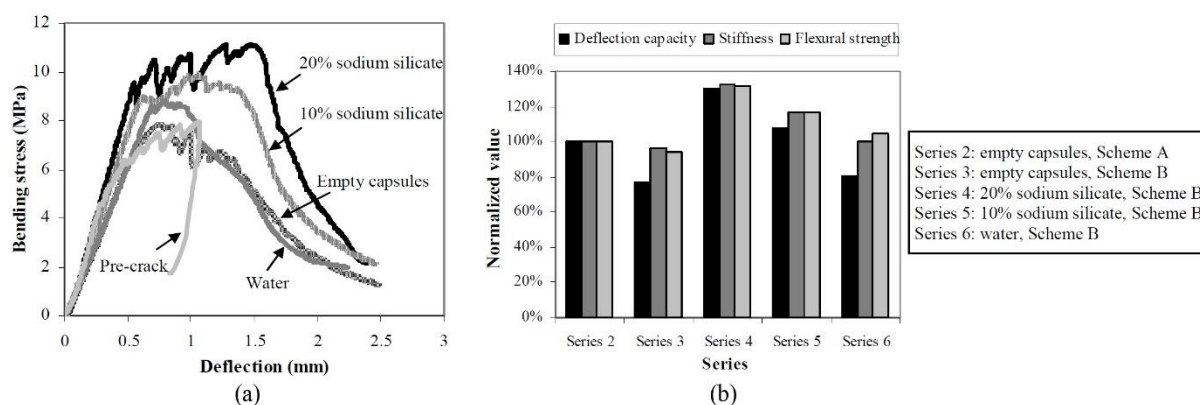 12
10
8
6
4
2
0
Bending stress (MPa)
20% sodium silicate
10% sodium silicate
Empty capsules
Pre-crack
Water
0 0.5 1 1.5 2 2.5 3
Deflection (mm)
(a)
Deflection capacity Stiffness Flexural strength
140%
120%
100%
80%
60%
40%
20%
0%
Normalized value
Series 2 Series 3 Series 4 Series 5 Series 6
Series
(b)
Series 2: empty capsules, Scheme A
Series 3: empty capsules, Scheme B
Series 4: 20% sodium silicate, Scheme B
Series 5: 10% sodium silicate, Scheme B
Series 6: water, Scheme B